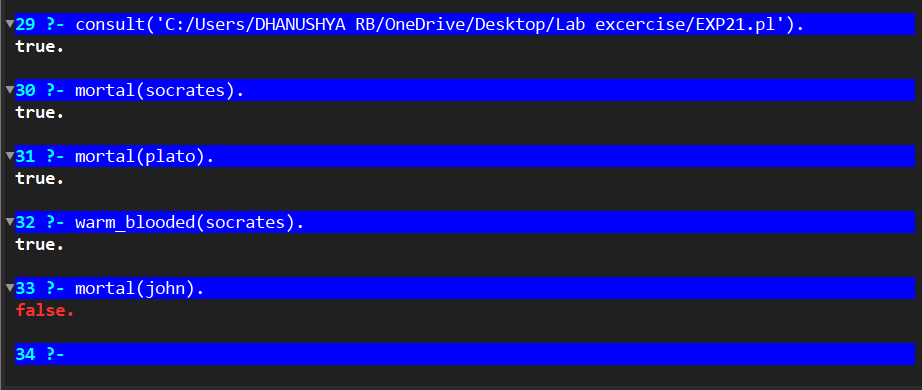 29 ?- consult('C:/Users/DHANUSHYA RB/OneDrive/Desktop/Lab excercise/EXP21.pl').
true.
30 ?- mortal(socrates).
true.
31 ?- mortal(plato).
true.
32 ?- warm_blooded(socrates).
true.
33 ?- mortal(john).
false.
34 ?-